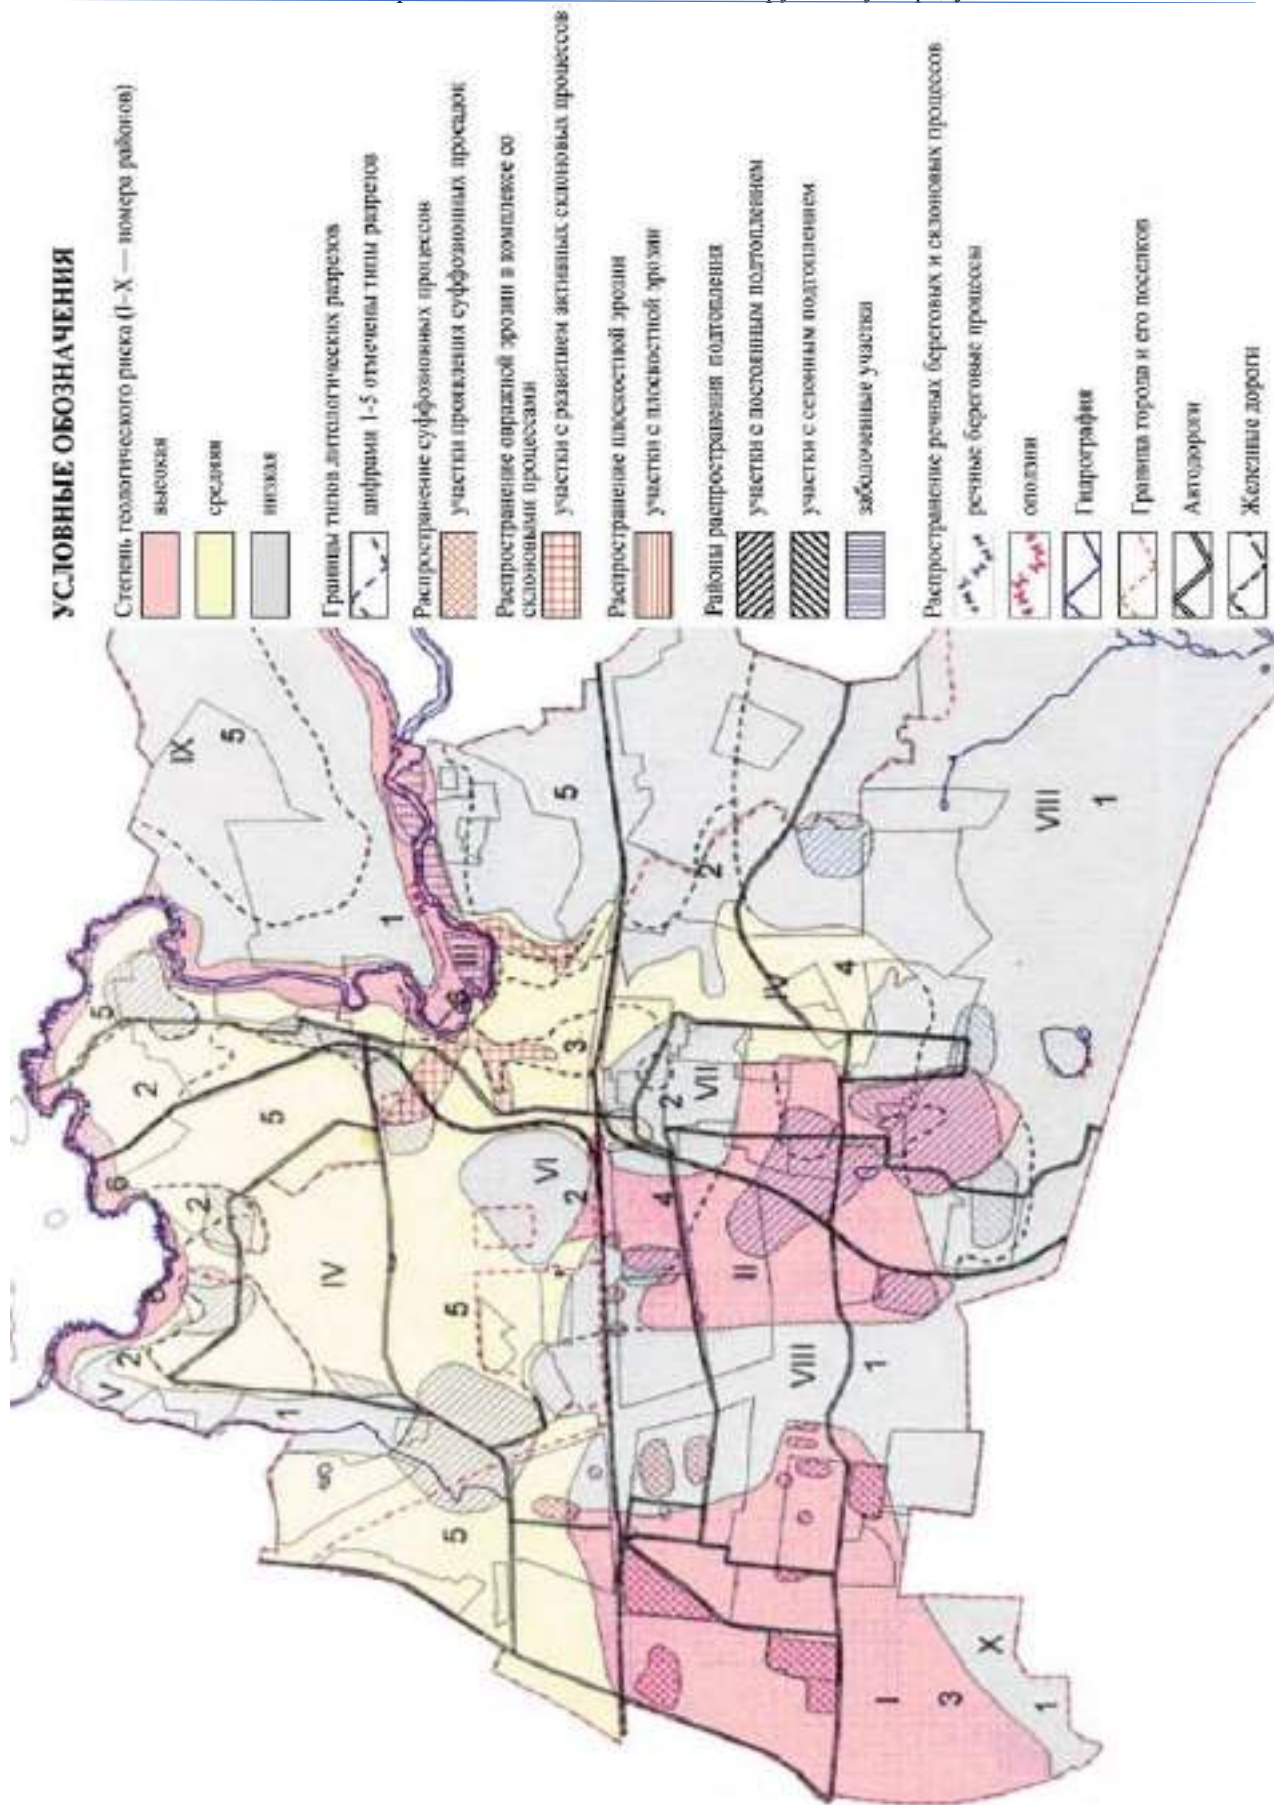 УСЛОВНЫЕ ОБОЗНАЧЕНИЯ
Степень геологического риска (I-X — номера районов)
высокая
средняя
низкая
Границы типов литологических разрезов
цифрами 1-5 отмечены типы разрезов
Распространение суффозионных процессов
участки проявления суффозионных просадок
Распространение овражной эрозии в комплексе со
склоновыми процессами
участки с развитием активных склоновых процессов
Распространение плоскостной эрозии
участки с плоскостной эрозии
Районы распространения подтопления
участки с постоянным подтоплением
участки с сезонным подтоплением
заболоченные участки
Распространение речных береговых и склоновых процессов
речные береговые процессы
оползни
Гидрография
Граница города и его поселков
Автодороги
Железные дороги
IX
5
1
III
5
2
5
6
2
IV
5
V
2
1
5
5
VI
2
3
2
VII
4
IV
4
5
2
VIII
1
II
VIII
1
I
3
X
1